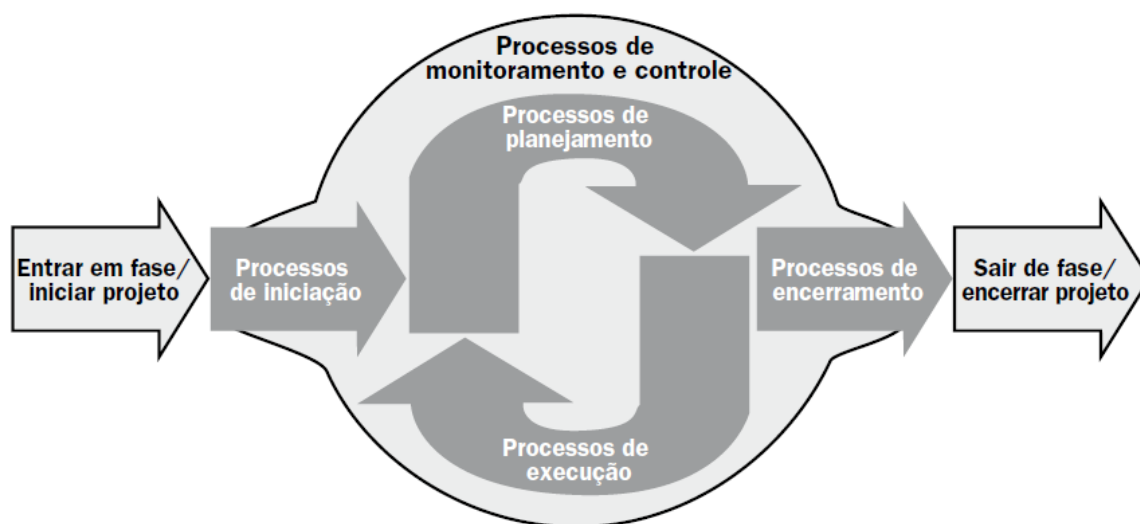 Processos de
monitoramento e controle
Processos de
planejamento
Entrar em fase/
iniciar projeto
Processos
de iniciação
Processos de
encerramento
Sair de fase/
encerrar projeto
Processos de
execução